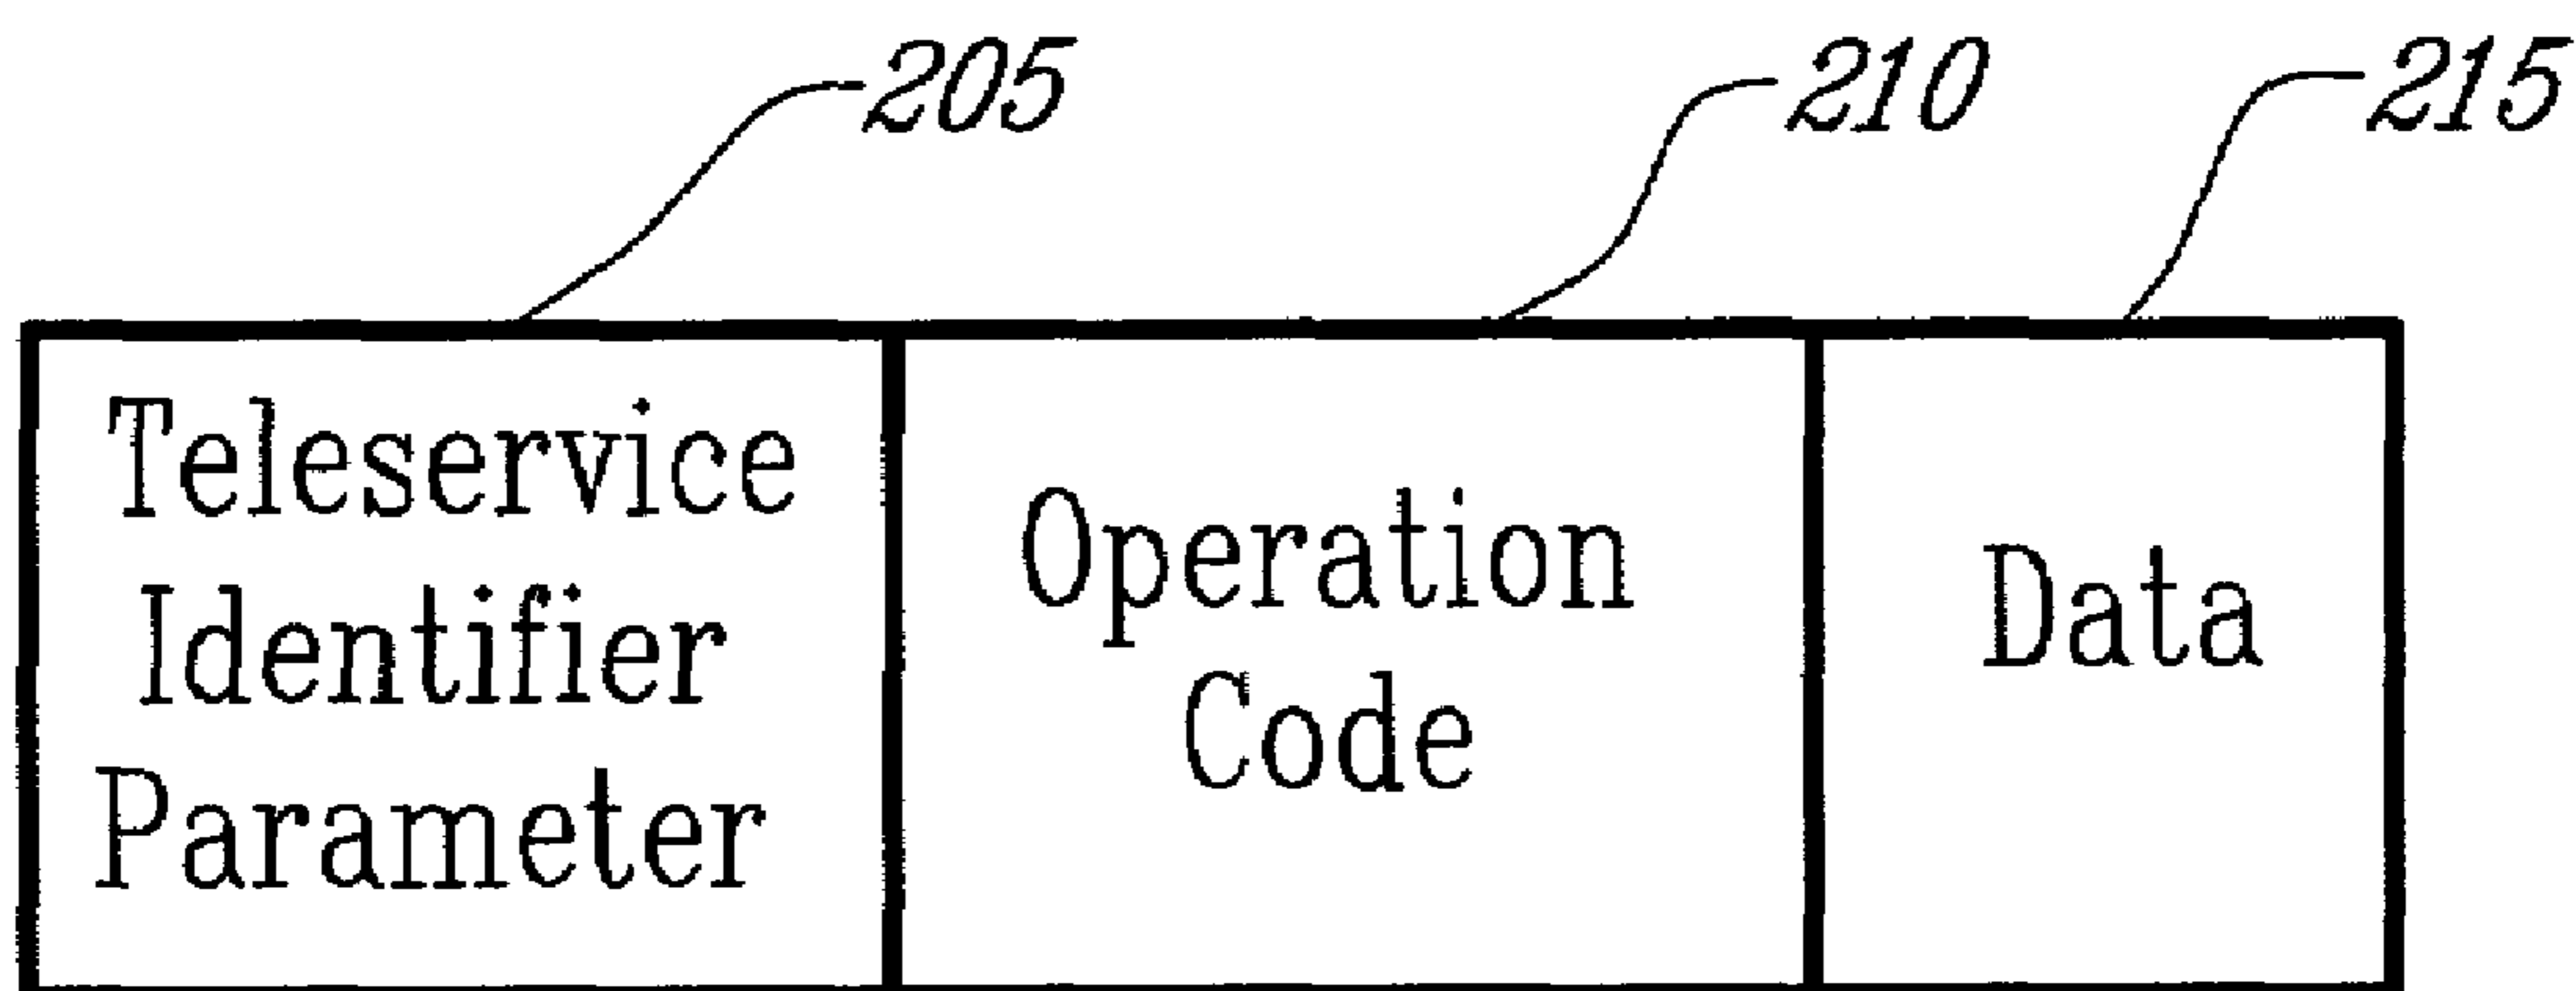 205 210 215
Teleservice
Identifier
Parameter
Operation
Code
Data